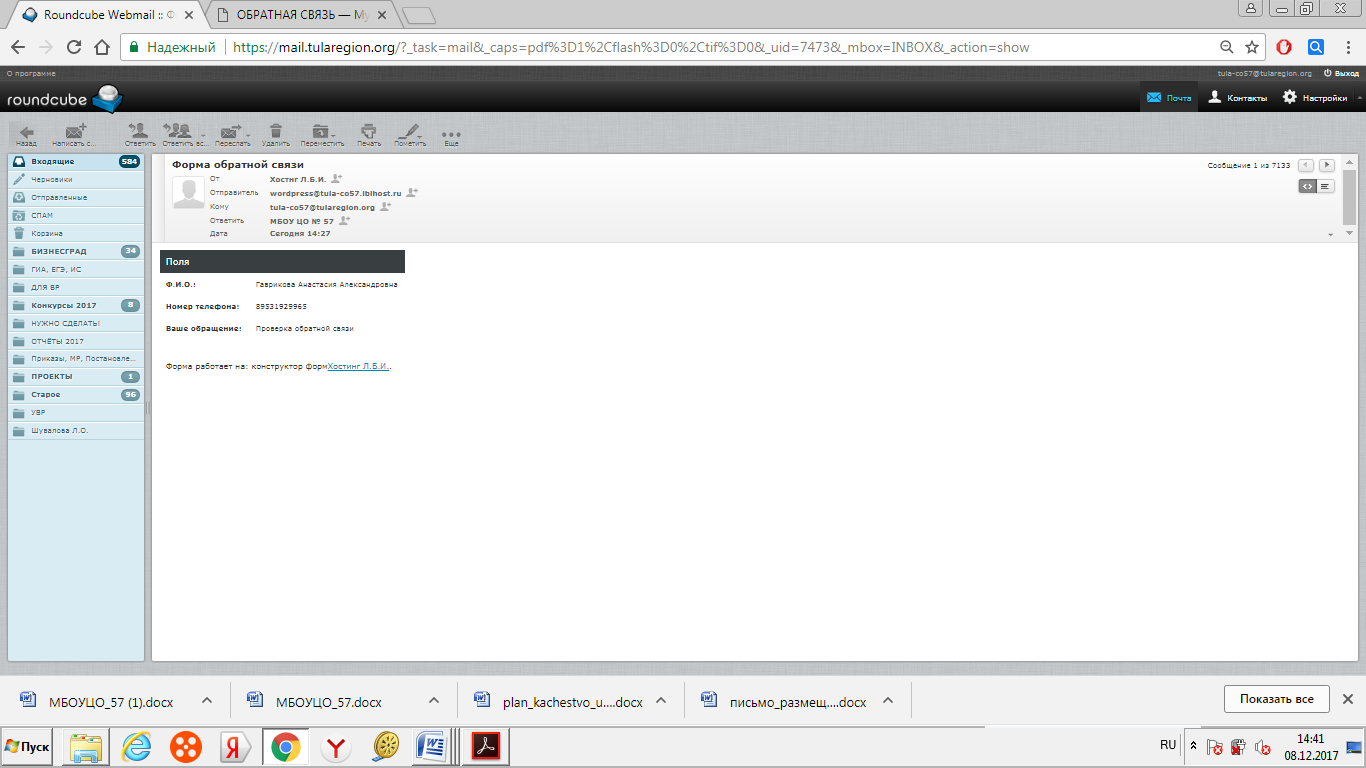 Roundcube Webmail :: Ф
ОБРАТНАЯ СВЯЗЬ — Му
Надежный https://mail.tularegion.org/?_task=mail&_caps=pdf%3D1%2Cflash%3D0%2Ctif%3D0&_uid=7473&_mbox=INBOX&_action=show
О программе
tula-co57@tularegion.org Выход
roundcube
Почта Контакты Настройки
Назад Написать с... Ответить Ответить вс... Переслать Удалить Переместить Печать Пометить Еще
Входящие 584
Черновики
Отправленные
СПАМ
Корзина
БИЗНЕСГРАД 34
ГИА, ЕГЭ, ИС
ДЛЯ ВР
Конкурсы 2017 8
НУЖНО СДЕЛАТЬ!
ОТЧЁТЫ 2017
Приказы, МР, Постановле...
ПРОЕКТЫ 1
Старое 96
УВР
Шувалова Л.О.
Форма обратной связи
Сообщение 1 из 7133
От Хостнг Л.Б.И.
Отправитель wordpress@tula-co57.lbihost.ru
Кому tula-co57@tularegion.org
Ответить МБОУ ЦО № 57
Дата Сегодня 14:27
Поля
Ф.И.О.: Гаврикова Анастасия Александровна
Номер телефона: 89531929965
Ваше обращение: Проверка обратной связи
Форма работает на: конструктор формХостинг Л.Б.И..
МБОУЦО_57 (1).docx
МБОУЦО_57.docx
plan_kachestvo_u....docx
письмо_размещ....docx
Показать все
Пуск
RU
14:41
08.12.2017